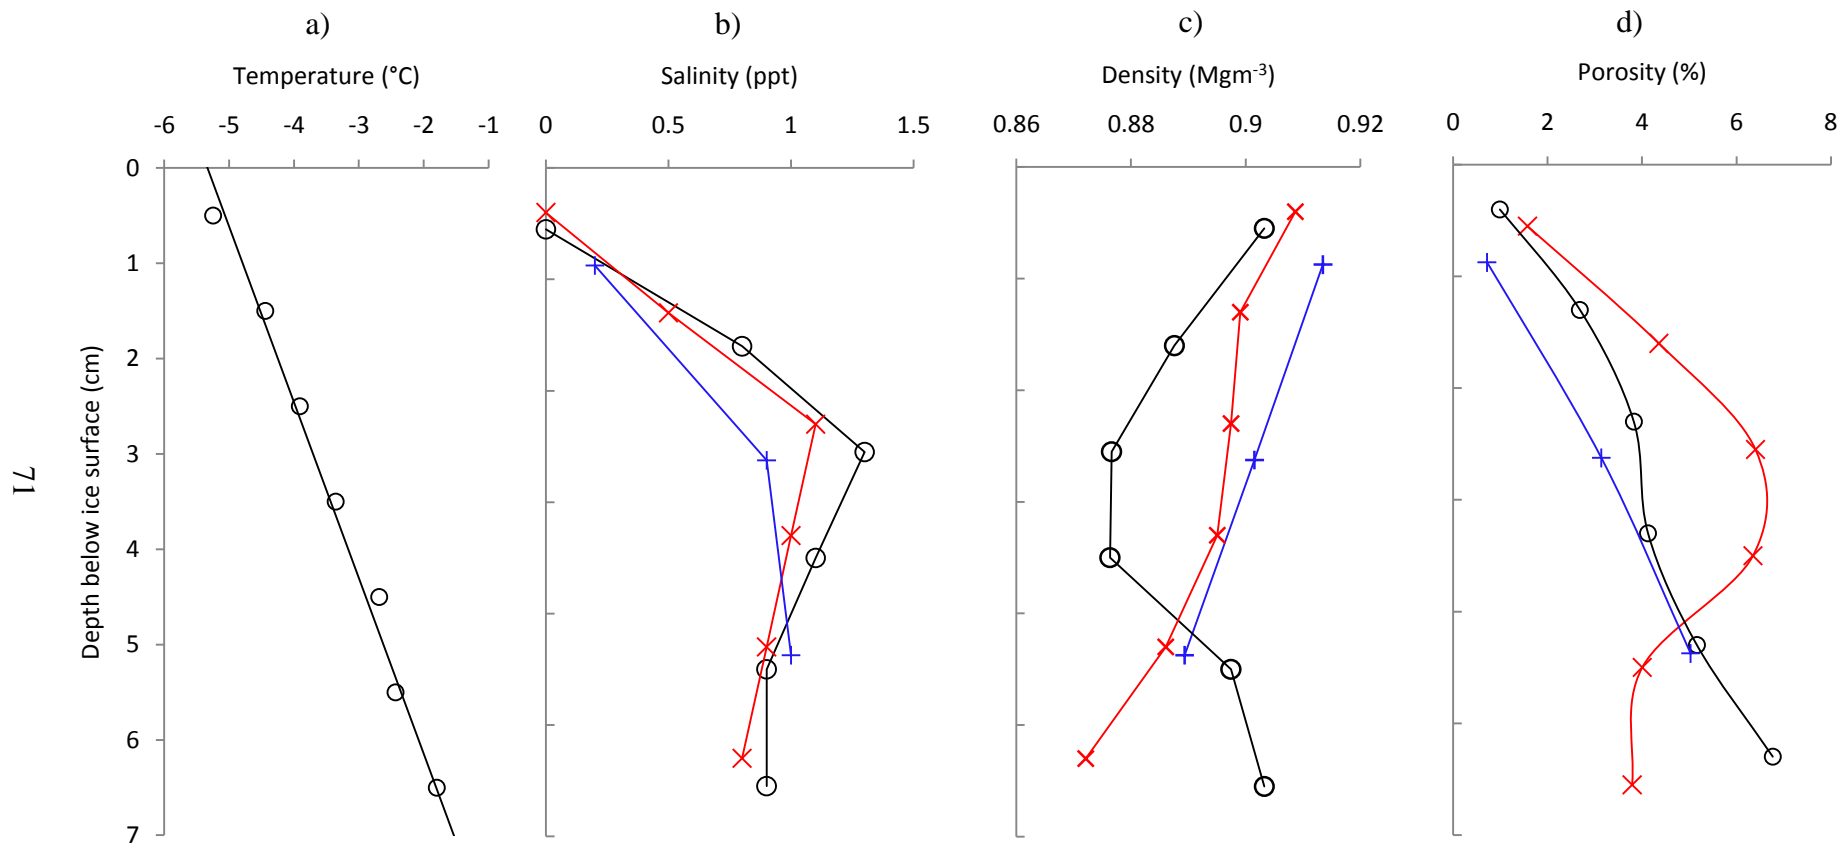 a) b) c) d)
Temperature (°C) Salinity (ppt) Density (Mgm⁻³) Porosity (%)
-6 -5 -4 -3 -2 -1 0 0.5 1 1.5 0.86 0.88 0.9 0.92 0 2 4 6 8
0
1
2
3
4
5
6
7
Depth below ice surface (cm)
71